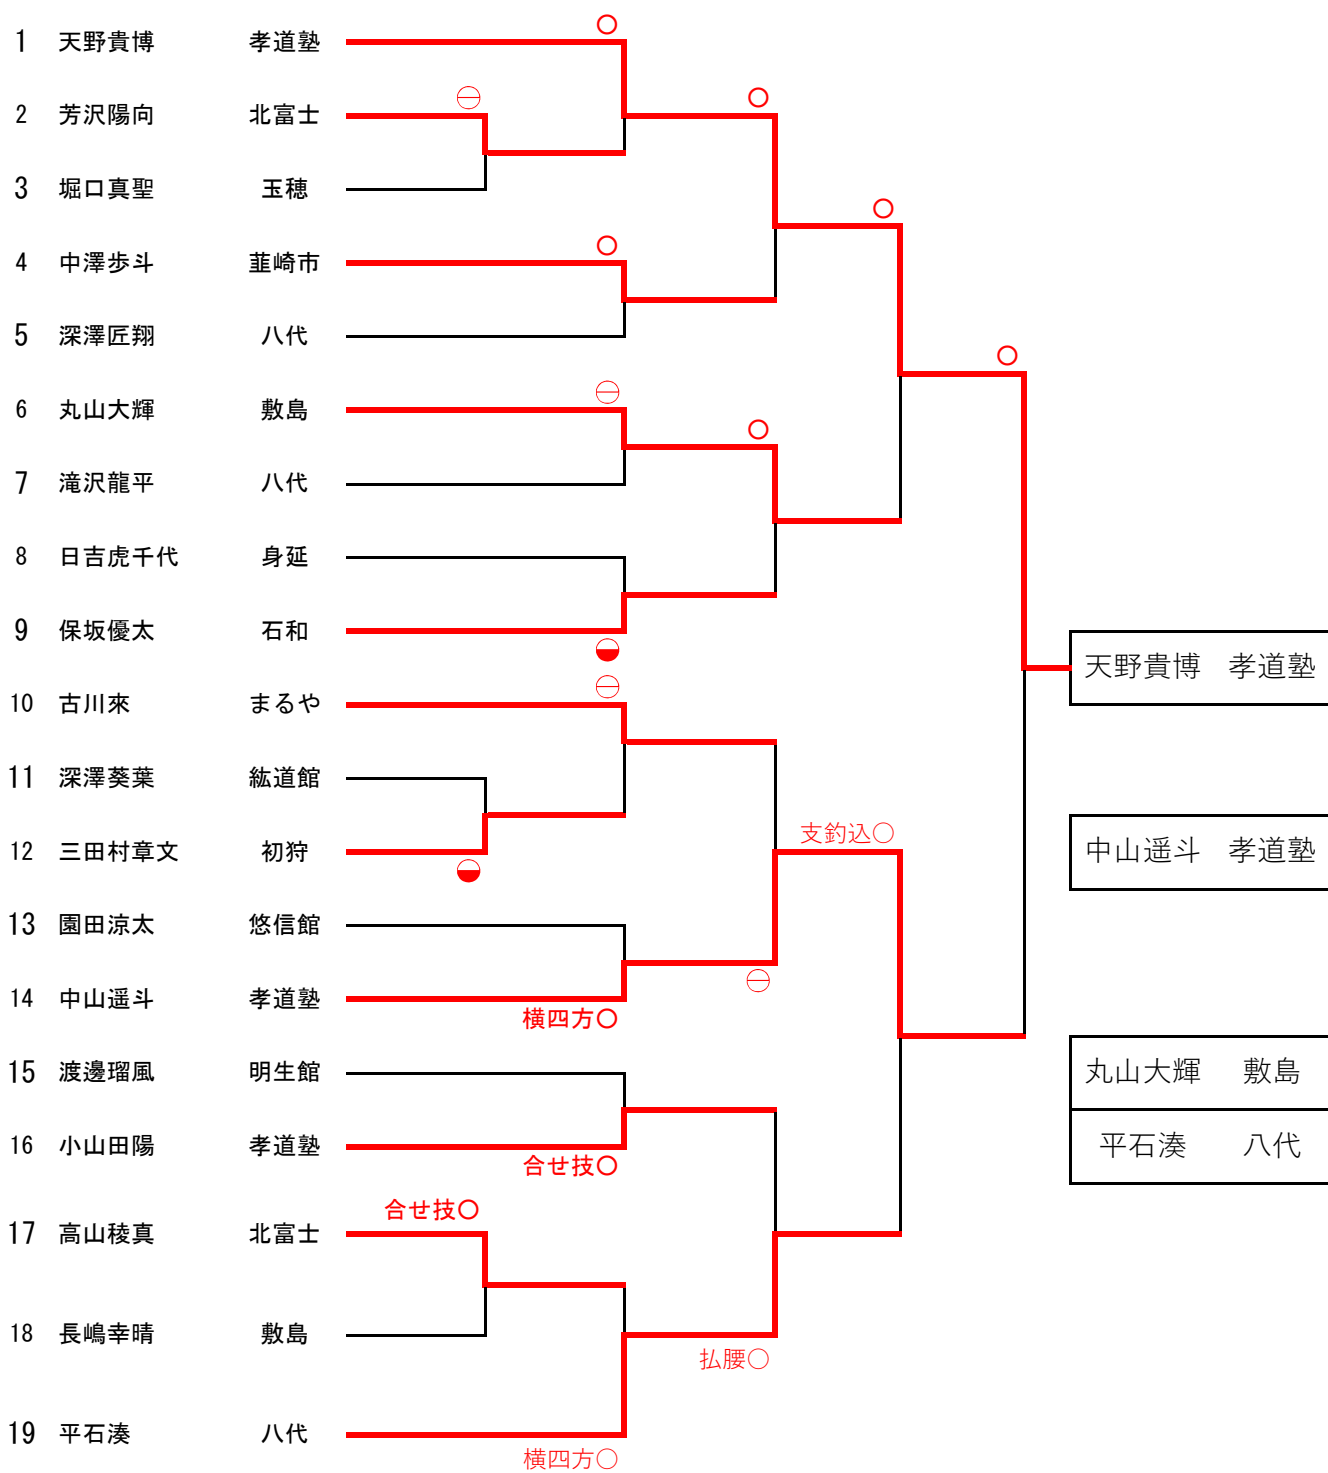 1 天野貴博 孝道塾
2 芳沢陽向 北富士
3 堀口真聖 玉穂
4 中澤歩斗 韮崎市
5 深澤匠翔 八代
6 丸山大輝 敷島
7 滝沢龍平 八代
8 日吉虎千代 身延
9 保坂優太 石和
天野貴博 孝道塾
10 古川來 まるや
11 深澤葵葉 紘道館
支釣込○
12 三田村章文 初狩
中山遥斗 孝道塾
13 園田涼太 悠信館
14 中山遥斗 孝道塾
横四方○
15 渡邊瑠風 明生館
丸山大輝 敷島
16 小山田陽 孝道塾
平石湊 八代
合せ技○
合せ技○
17 高山稜真 北富士
18 長嶋幸晴 敷島
払腰○
19 平石湊 八代
横四方○